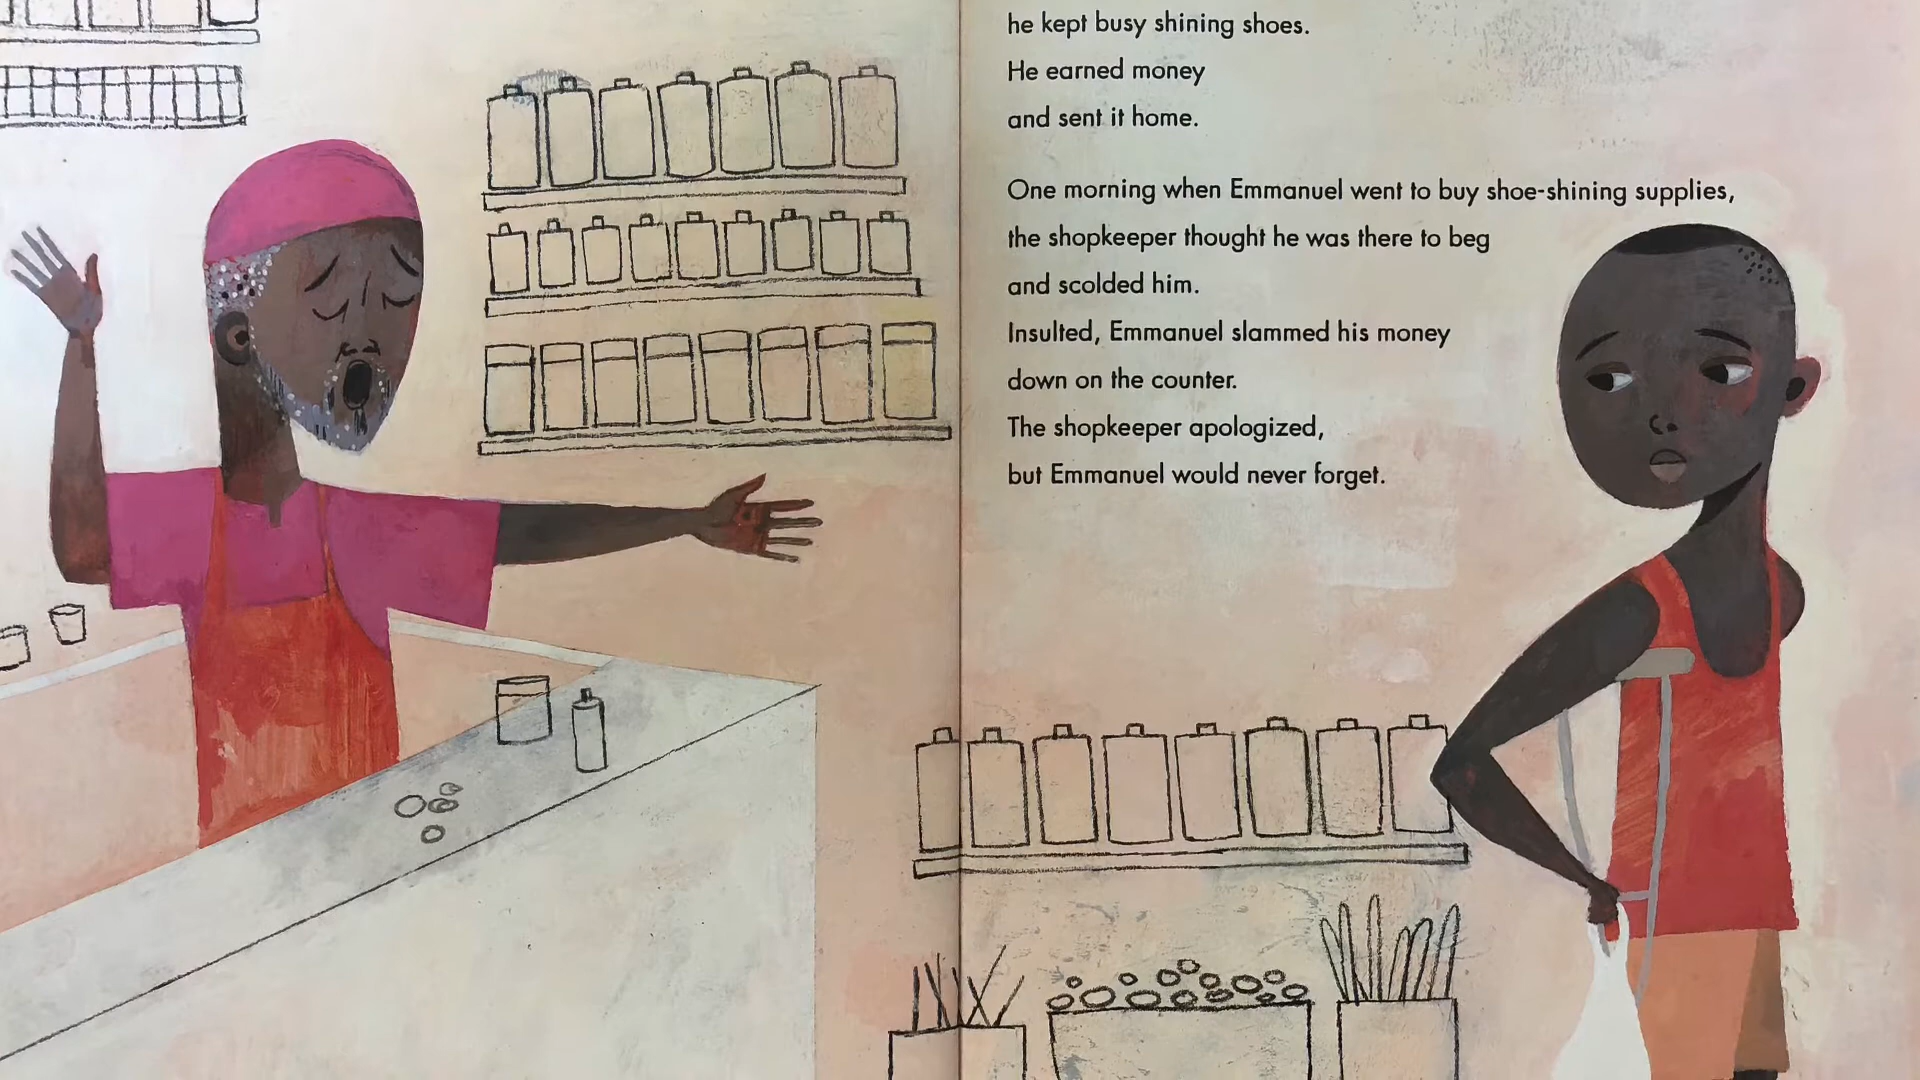 he kept busy shining shoes.
He earned money
and sent it home.
One morning when Emmanuel went to buy shoe-shining supplies,
the shopkeeper thought he was there to beg
and scolded him.
Insulted, Emmanuel slammed his money
down on the counter.
The shopkeeper apologized,
but Emmanuel would never forget.